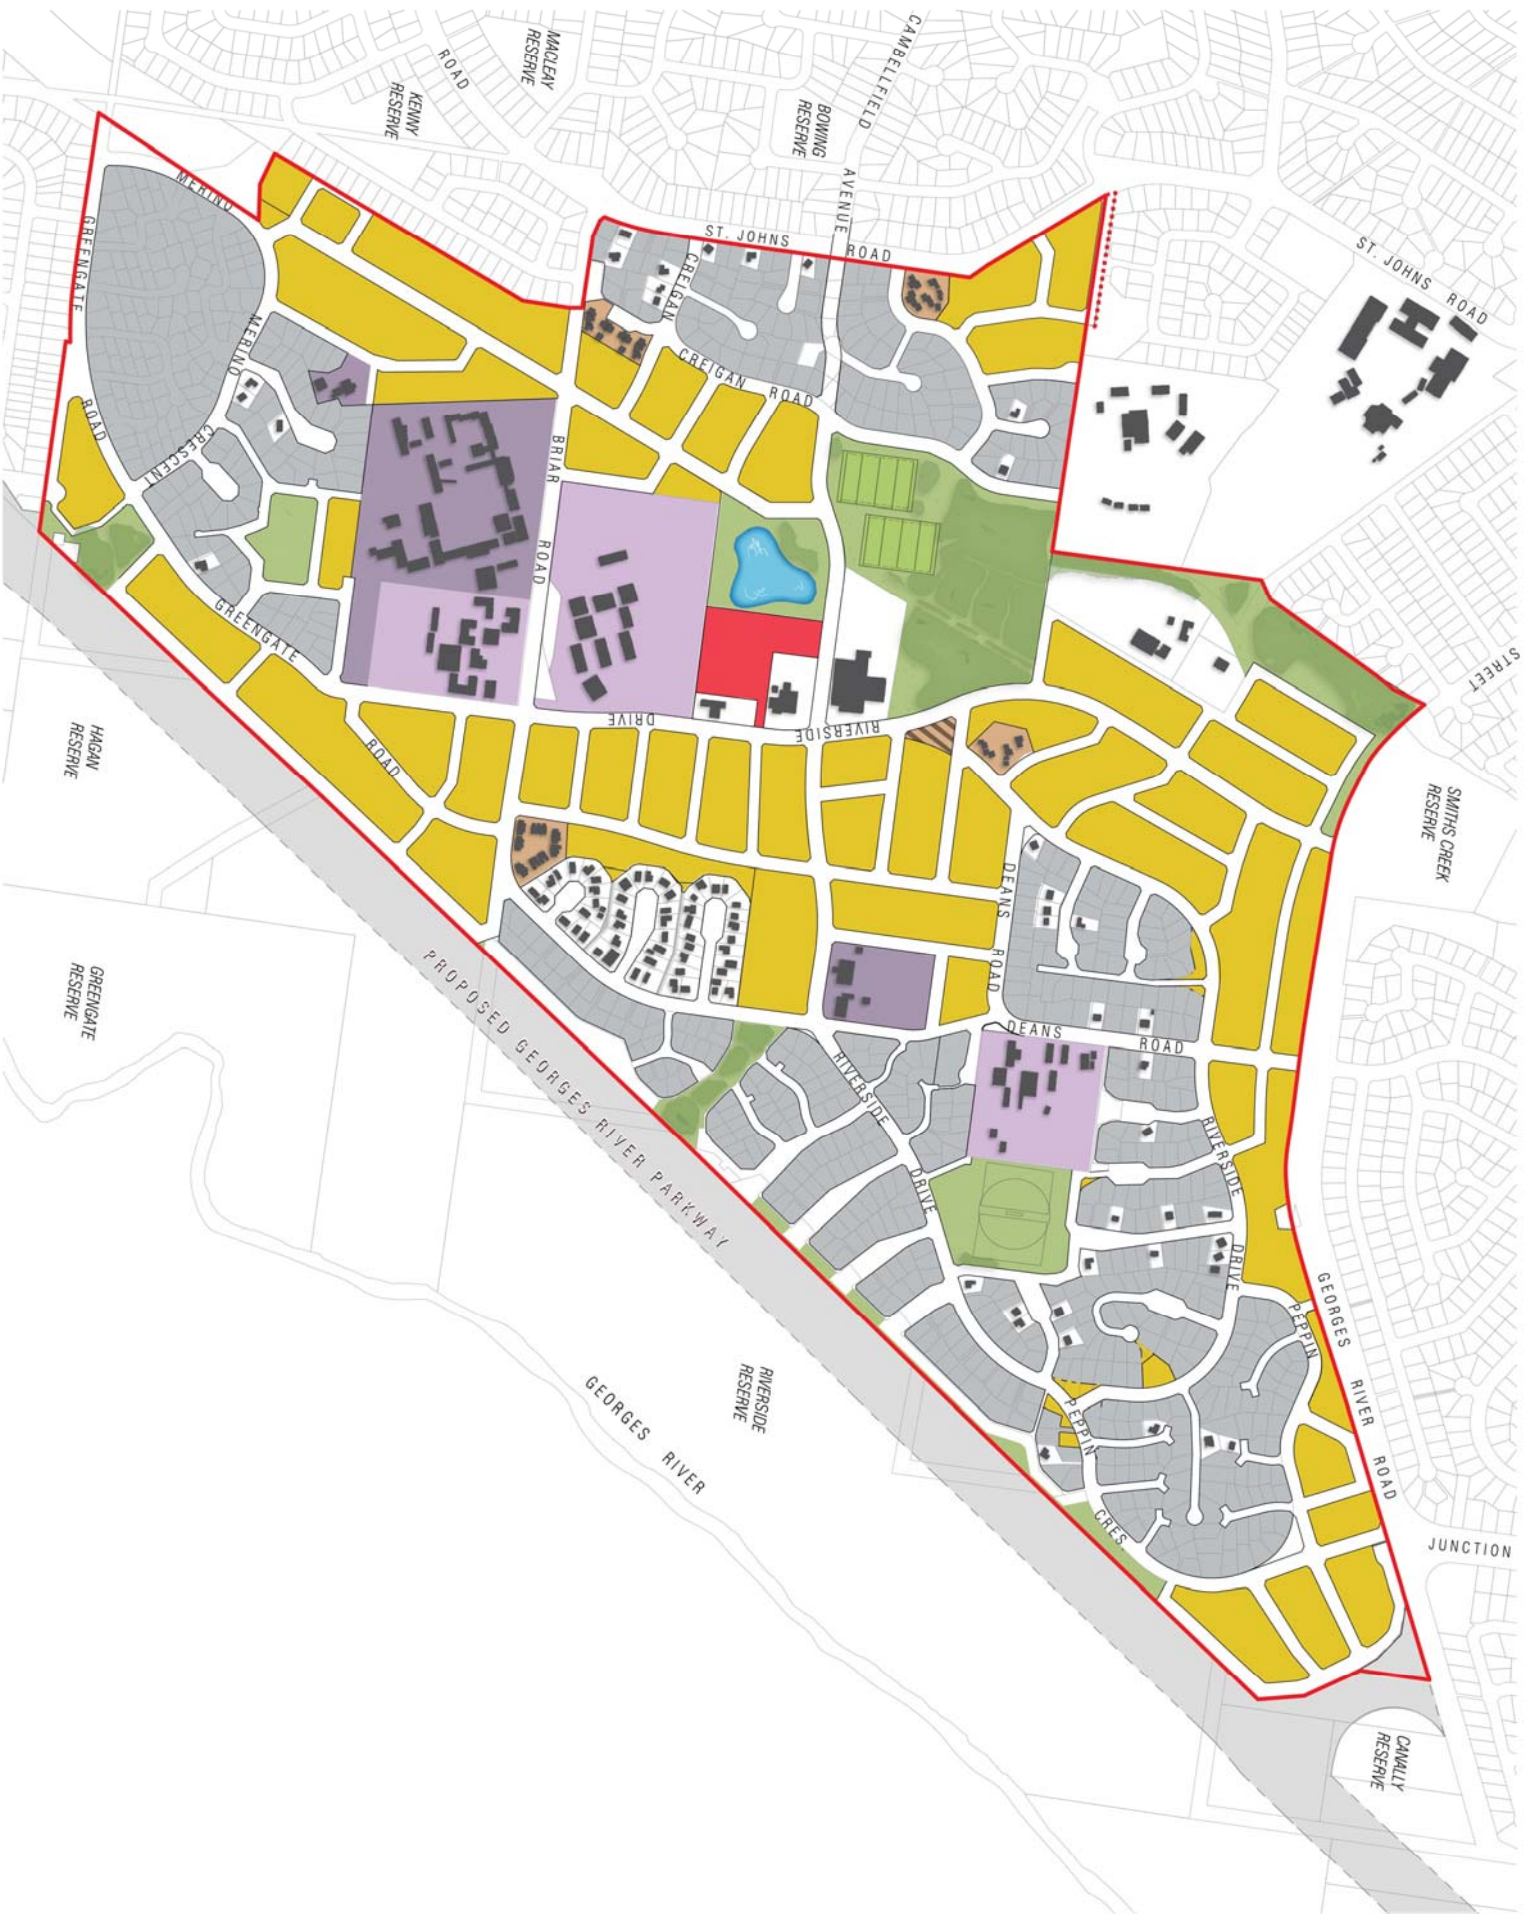 CAMBELLFIELD
AVENUE
MACLEAY
RESERVE
ROAD
KENNY
RESERVE
BOWING
RESERVE
ST. JOHNS
ROAD
ST. JOHNS ROAD
MERINO
GREENGATE
ROAD
MERINO
CRESCENT
CREIGAN
CREIGAN ROAD
BRIAR
ROAD
GREENGATE
ROAD
DRIVE
RIVERSIDE
STREET
SMITHS CREEK
RESERVE
HAGAN
RESERVE
GREENGATE
RESERVE
DEANS
ROAD
DEANS
ROAD
PROPOSED GEORGES RIVER PARKWAY
RIVERSIDE
DRIVE
RIVERSIDE
DRIVE
PEPPIN
GEORGES
RIVER
ROAD
PEPPIN
CRES.
JUNCTION
RIVERSIDE
RESERVE
GEORGES RIVER
CANALLY
RESERVE